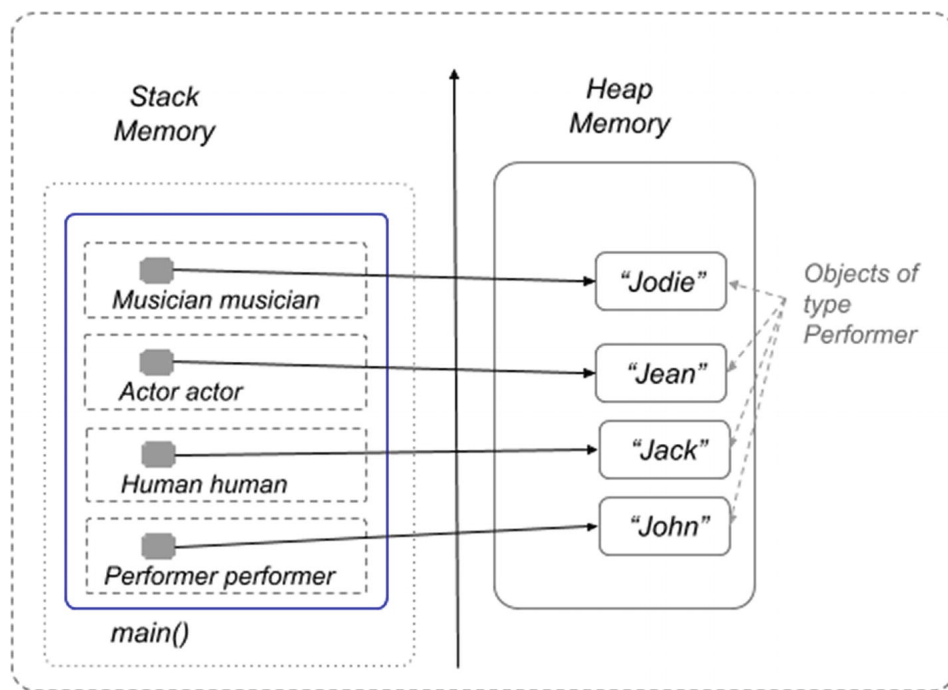 Stack
Memory
Heap
Memory
Musician musician
Actor actor
Human human
Performer performer
main()
“Jodie”
“Jean”
“Jack”
“John”
Objects of
type
Performer